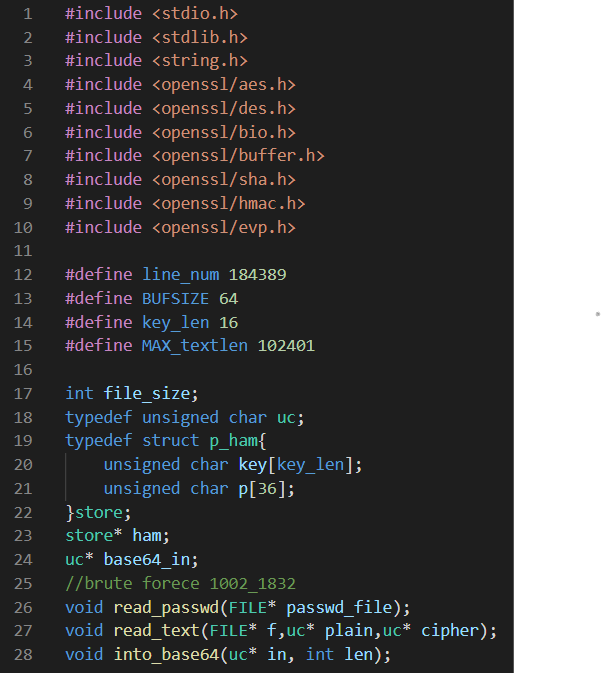 1 #include <stdio.h>
2 #include <stdlib.h>
3 #include <string.h>
4 #include <openssl/aes.h>
5 #include <openssl/des.h>
6 #include <openssl/bio.h>
7 #include <openssl/buffer.h>
8 #include <openssl/sha.h>
9 #include <openssl/hmac.h>
10 #include <openssl/evp.h>
11
12 #define line_num 184389
13 #define BUFSIZE 64
14 #define key_len 16
15 #define MAX_textlen 102401
16
17 int file_size;
18 typedef unsigned char uc;
19 typedef struct p_ham{
20     unsigned char key[key_len];
21     unsigned char p[36];
22 }store;
23 store* ham;
24 uc* base64_in;
25 //brute forece 1002_1832
26 void read_passwd(FILE* passwd_file);
27 void read_text(FILE* f,uc* plain,uc* cipher);
28 void into_base64(uc* in, int len);